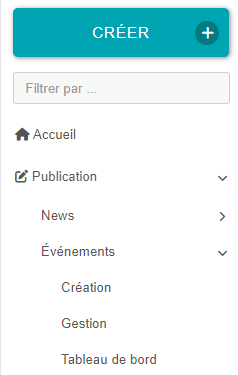 CRÉER
Filtrer par ...
Accueil
Publication
News
Événements
Création
Gestion
Tableau de bord